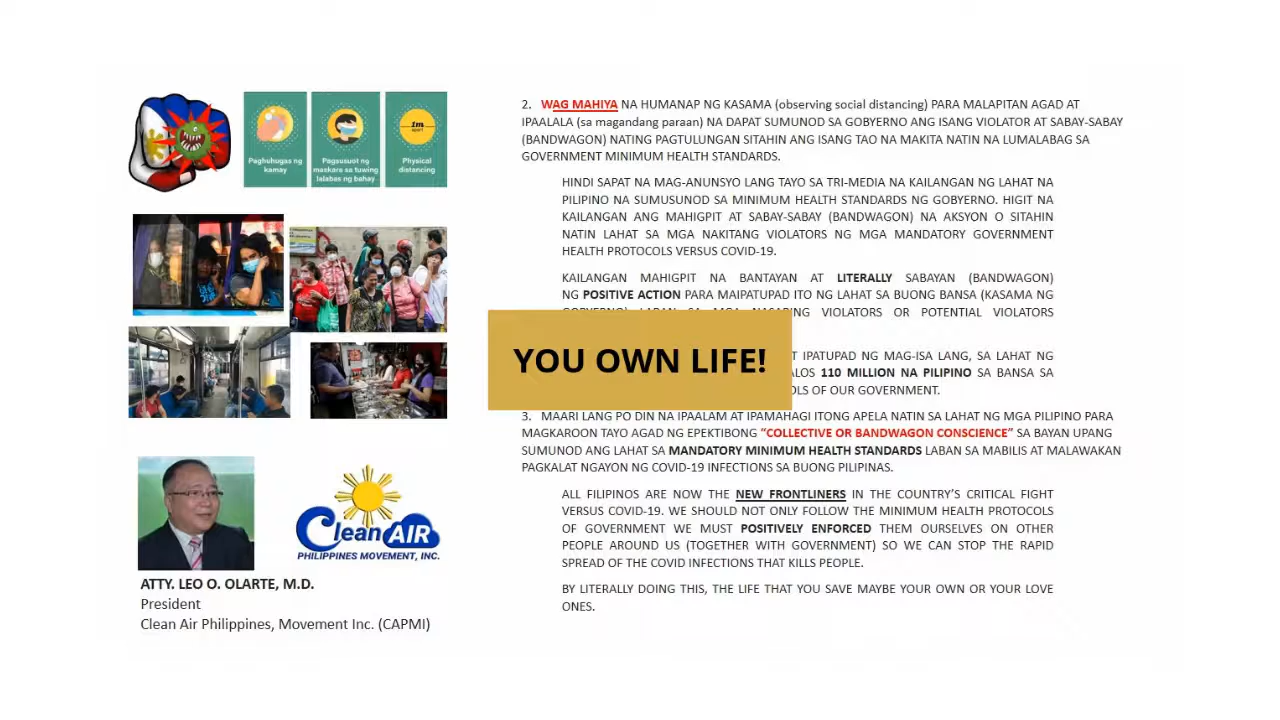 Paghuhugas ng
kamay
Pagsusuot ng
maskara sa tuwing
lalabas ng bahay
1m
apart
Physical
distancing
Clean AIR
PHILIPPINES MOVEMENT, INC.
ATTY. LEO O. OLARTE, M.D.
President
Clean Air Philippines, Movement Inc. (CAPMI)
2. WAG MAHIYA NA HUMANAP NG KASAMA (observing social distancing) PARA MALAPITAN AGAD AT
IPAALALA (sa magandang paraan) NA DAPAT SUMUNOD SA GOBYERNO ANG ISANG VIOLATOR AT SABAY-SABAY
(BANDWAGON) NATING PAGTULUNGAN SITAHIN ANG ISANG TAO NA MAKITA NATIN NA LUMALABAG SA
GOVERNMENT MINIMUM HEALTH STANDARDS.
HINDI SAPAT NA MAG-ANUNSYO LANG TAYO SA TRI-MEDIA NA KAILANGAN NG LAHAT NA
PILIPINO NA SUMUSUNOD SA MINIMUM HEALTH STANDARDS NG GOBYERNO. HIGIT NA
KAILANGAN ANG MAHIGPIT AT SABAY-SABAY (BANDWAGON) NA AKSYON O SITAHIN
NATIN LAHAT SA MGA NAKITANG VIOLATORS NG MGA MANDATORY GOVERNMENT
HEALTH PROTOCOLS VERSUS COVID-19.
KAILANGAN MAHIGPIT NA BANTAYAN AT LITERALLY SABAYAN (BANDWAGON)
NG POSITIVE ACTION PARA MAIPATUPAD ITO NG LAHAT SA BUONG BANSA (KASAMA NG
VIOLATORS OR POTENTIAL VIOLATORS
YOU OWN LIFE!
IPATUPAD NG MAG-ISA LANG, SA LAHAT NG
110 MILLION NA PILIPINO SA BANSA SA
OF OUR GOVERNMENT.
3. MAARI LANG PO DIN NA IPAALAM AT IPAMAHAGI ITONG APELA NATIN SA LAHAT NG MGA PILIPINO PARA
MAGKAROON TAYO AGAD NG EPEKTIBONG “COLLECTIVE OR BANDWAGON CONSCIENCE” SA BAYAN UPANG
SUMUNOD ANG LAHAT SA MANDATORY MINIMUM HEALTH STANDARDS LABAN SA MABILIS AT MALAWAKAN
PAGKALAT NGAYON NG COVID-19 INFECTIONS SA BUONG PILIPINAS.
ALL FILIPINOS ARE NOW THE NEW FRONTLINERS IN THE COUNTRY’S CRITICAL FIGHT
VERSUS COVID-19. WE SHOULD NOT ONLY FOLLOW THE MINIMUM HEALTH PROTOCOLS
OF GOVERNMENT WE MUST POSITIVELY ENFORCED THEM OURSELVES ON OTHER
PEOPLE AROUND US (TOGETHER WITH GOVERNMENT) SO WE CAN STOP THE RAPID
SPREAD OF THE COVID INFECTIONS THAT KILLS PEOPLE.
BY LITERALLY DOING THIS, THE LIFE THAT YOU SAVE MAYBE YOUR OWN OR YOUR LOVE
ONES.